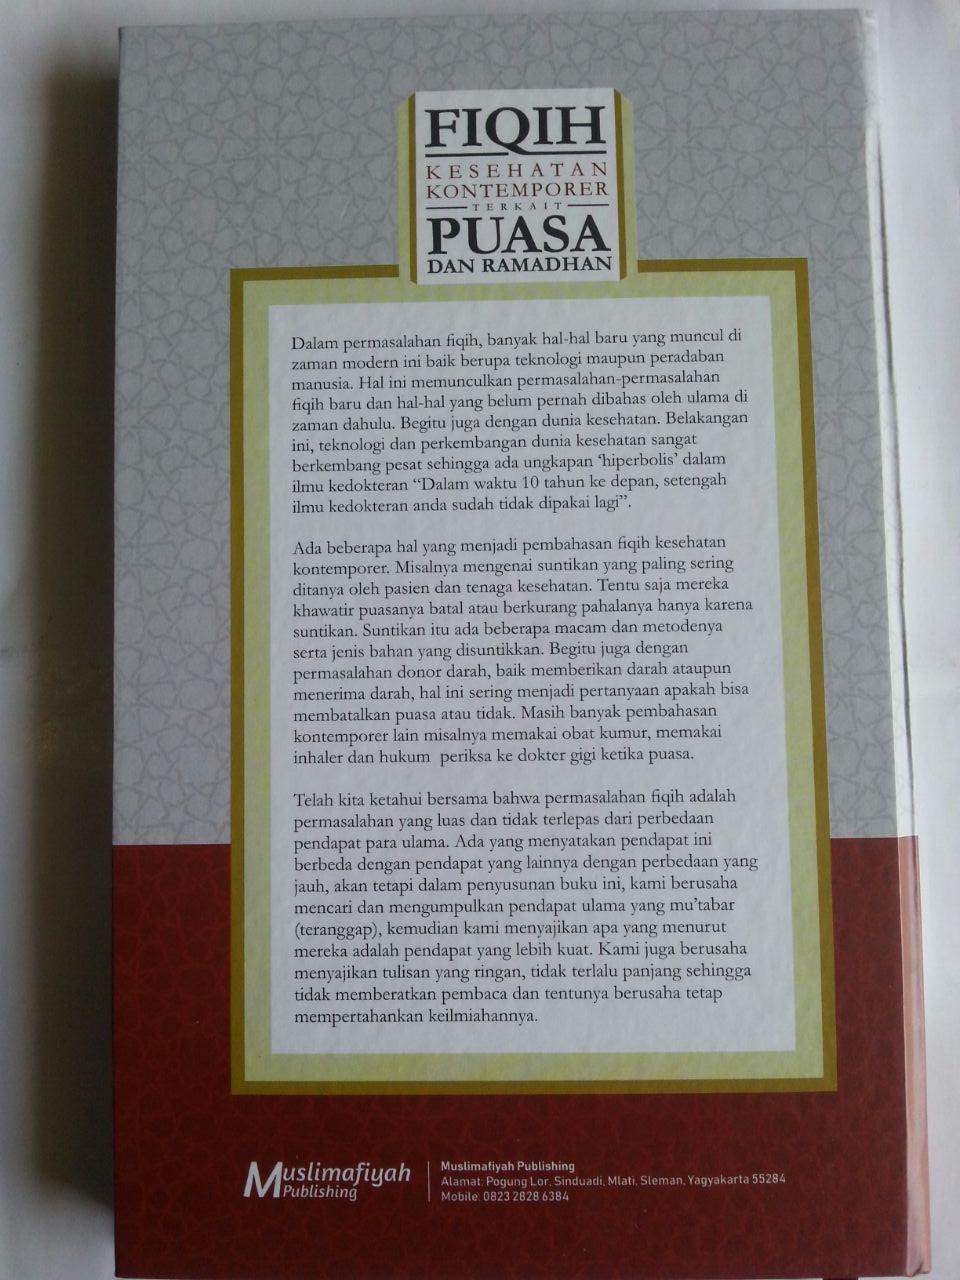 FIQIH
KESEHATAN
KONTEMPORER
TERKAIT
PUASA
DAN RAMADHAN
Dalam permasalahan fiqih, banyak hal-hal baru yang muncul di
zaman modern ini baik berupa teknologi maupun peradaban
manusia. Hal ini memunculkan permasalahan-permasalahan
fiqih baru dan hal-hal yang belum pernah dibahas oleh ulama di
zaman dahulu. Begitu juga dengan dunia kesehatan. Belakangan
ini, teknologi dan perkembangan dunia kesehatan sangat
berkembang pesat sehingga ada ungkapan ‘hiperbolis’ dalam
ilmu kedokteran “Dalam waktu 10 tahun ke depan, setengah
ilmu kedokteran anda sudah tidak dipakai lagi”.
Ada beberapa hal yang menjadi pembahasan fiqih kesehatan
kontemporer. Misalnya mengenai suntikan yang paling sering
ditanya oleh pasien dan tenaga kesehatan. Tentu saja mereka
khawatir puasanya batal atau berkurang pahalanya hanya karena
suntikan. Suntikan itu ada beberapa macam dan metodenya
serta jenis bahan yang disuntikkan. Begitu juga dengan
permasalahan donor darah, baik memberikan darah ataupun
menerima darah, hal ini sering menjadi pertanyaan apakah bisa
membatalkan puasa atau tidak. Masih banyak pembahasan
kontemporer lain misalnya memakai obat kumur, memakai
inhaler dan hukum periksa ke dokter gigi ketika puasa.
Telah kita ketahui bersama bahwa permasalahan fiqih adalah
permasalahan yang luas dan tidak terlepas dari perbedaan
pendapat para ulama. Ada yang menyatakan pendapat ini
berbeda dengan pendapat yang lainnya dengan perbedaan yang
jauh, akan tetapi dalam penyusunan buku ini, kami berusaha
mencari dan mengumpulkan pendapat ulama yang mu’tabar
(teranggap), kemudian kami menyajikan apa yang menurut
mereka adalah pendapat yang lebih kuat. Kami juga berusaha
menyajikan tulisan yang ringan, tidak terlalu panjang sehingga
tidak memberatkan pembaca dan tentunya berusaha tetap
mempertahankan keilmiahannya.
Muslimafiyah
Publishing
Muslimafiyah Publishing
Alamat: Pogung Lor, Sinduadi, Mlati, Sleman, Yagyakarta 55284
Mobile: 0823 2828 6384